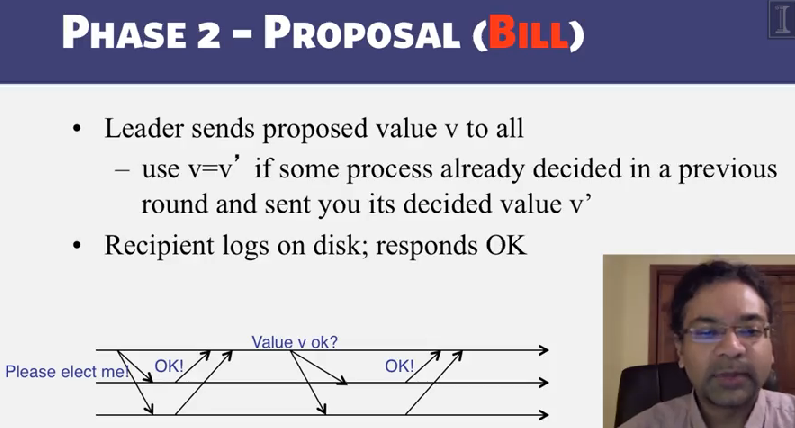 PHASE 2 – PROPOSAL (BILL)
I
• Leader sends proposed value v to all
– use v=v’ if some process already decided in a previous
round and sent you its decided value v’
• Recipient logs on disk; responds OK
Value v ok?
Please elect me!
OK!
OK!